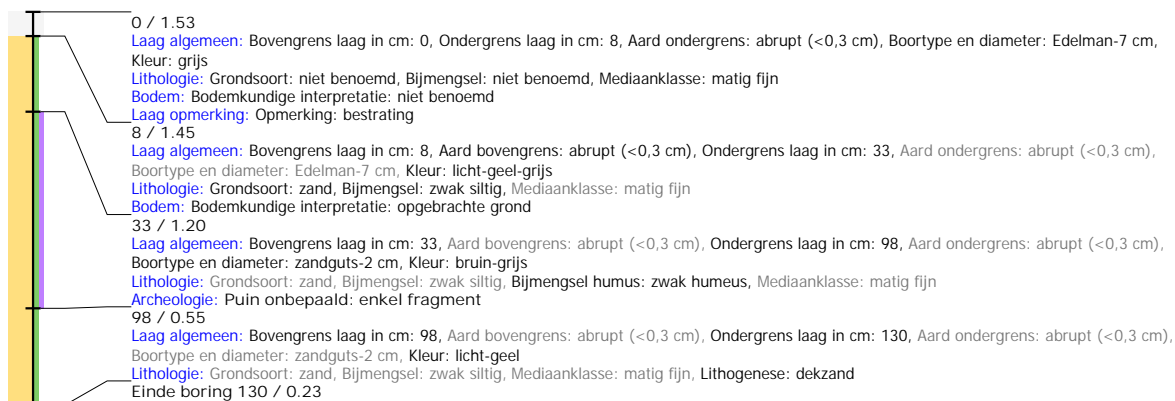 0 / 1.53
Laag algemeen: Bovengrens laag in cm: 0, Ondergrens laag in cm: 8, Aard ondergrens: abrupt (<0,3 cm), Boortype en diameter: Edelman-7 cm,
Kleur: grijs
Lithologie: Grondsoort: niet benoemd, Bijmengsel: niet benoemd, Mediaanklasse: matig fijn
Bodem: Bodemkundige interpretatie: niet benoemd
Laag opmerking: Opmerking: bestrating
8 / 1.45
Laag algemeen: Bovengrens laag in cm: 8, Aard bovengrens: abrupt (<0,3 cm), Ondergrens laag in cm: 33, Aard ondergrens: abrupt (<0,3 cm),
Boortype en diameter: Edelman-7 cm, Kleur: licht-geel-grijs
Lithologie: Grondsoort: zand, Bijmengsel: zwak siltig, Mediaanklasse: matig fijn
Bodem: Bodemkundige interpretatie: opgebrachte grond
33 / 1.20
Laag algemeen: Bovengrens laag in cm: 33, Aard bovengrens: abrupt (<0,3 cm), Ondergrens laag in cm: 98, Aard ondergrens: abrupt (<0,3 cm),
Boortype en diameter: zandguts-2 cm, Kleur: bruin-grijs
Lithologie: Grondsoort: zand, Bijmengsel: zwak siltig, Bijmengsel humus: zwak humeus, Mediaanklasse: matig fijn
Archeologie: Puin onbepaald: enkel fragment
98 / 0.55
Laag algemeen: Bovengrens laag in cm: 98, Aard bovengrens: abrupt (<0,3 cm), Ondergrens laag in cm: 130, Aard ondergrens: abrupt (<0,3 cm),
Boortype en diameter: zandguts-2 cm, Kleur: licht-geel
Lithologie: Grondsoort: zand, Bijmengsel: zwak siltig, Mediaanklasse: matig fijn, Lithogenese: dekzand
Einde boring 130 / 0.23